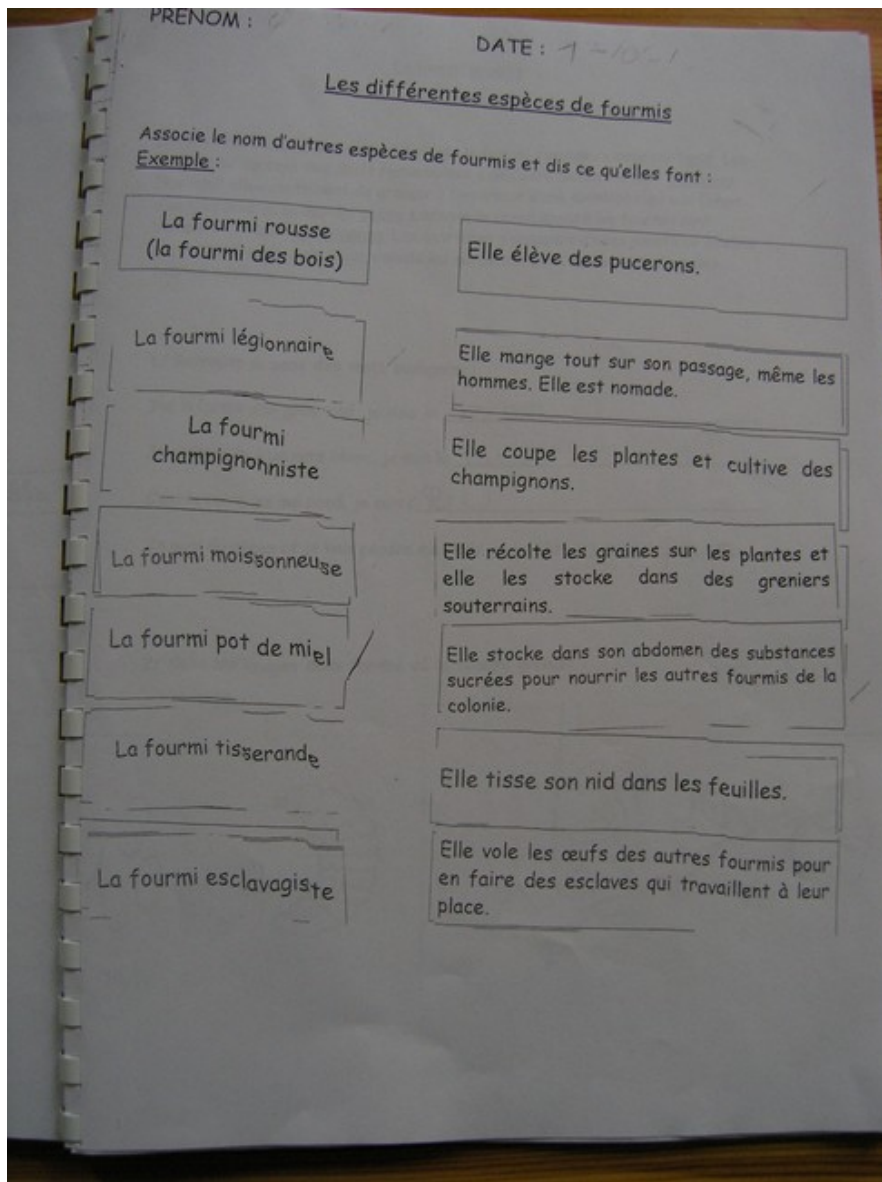 PRENOM :
DATE :
Les différentes espèces de fourmis
Associe le nom d'autres espèces de fourmis et dis ce qu'elles font :
Exemple :
La fourmi rousse
(la fourmi des bois)
Elle élève des pucerons.
La fourmi légionnaire
Elle mange tout sur son passage, même les
hommes. Elle est nomade.
La fourmi
champignonniste
Elle coupe les plantes et cultive des
champignons.
La fourmi moissonneuse
Elle récolte les graines sur les plantes et
elle les stocke dans des greniers
souterrains.
La fourmi pot de miel
Elle stocke dans son abdomen des substances
sucrées pour nourrir les autres fourmis de la
colonie.
La fourmi tisserande
Elle tisse son nid dans les feuilles.
La fourmi esclavagiste
Elle vole les œufs des autres fourmis pour
en faire des esclaves qui travaillent à leur
place.